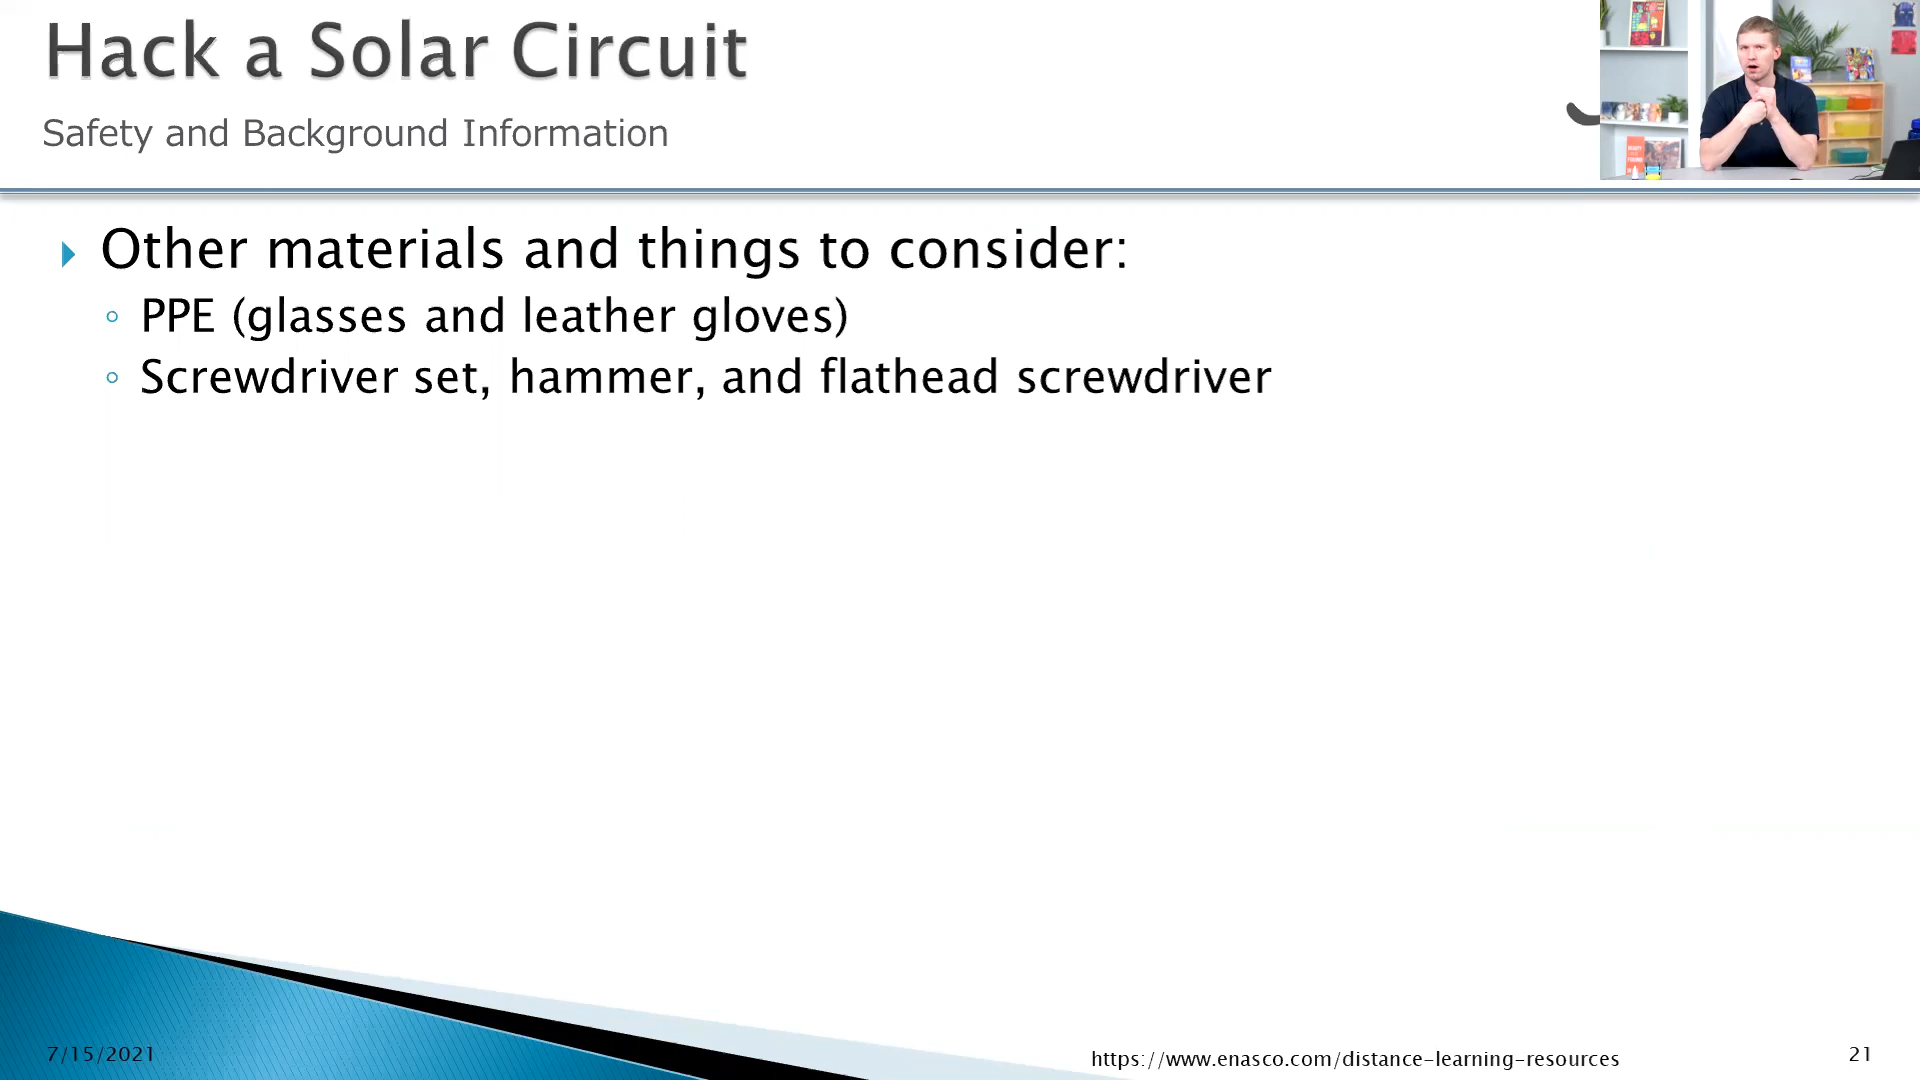 Hack a Solar Circuit
Safety and Background Information
Other materials and things to consider:
PPE (glasses and leather gloves)
Screwdriver set, hammer, and flathead screwdriver
7/15/2021
https://www.enasco.com/distance-learning-resources
21